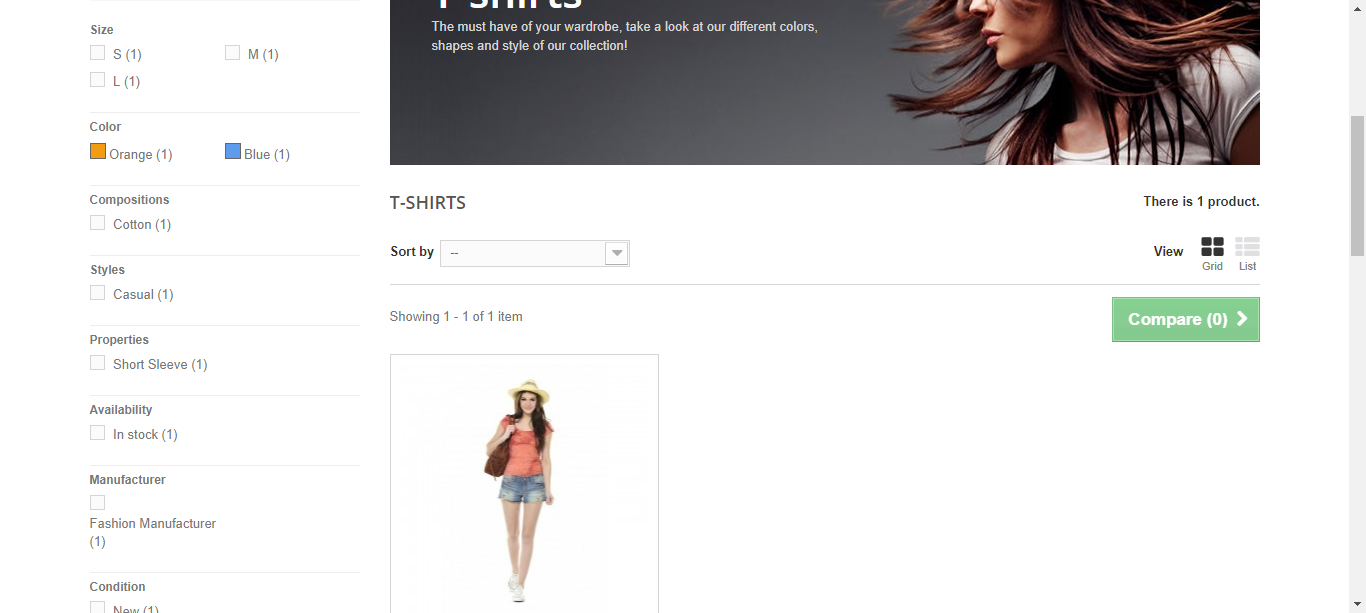 Size
S (1)
M (1)
L (1)
Color
Orange (1)
Blue (1)
Compositions
Cotton (1)
Styles
Casual (1)
Properties
Short Sleeve (1)
Availability
In stock (1)
Manufacturer
Fashion Manufacturer
(1)
Condition
New (1)
T-shirts
The must have of your wardrobe, take a look at our different colors,
shapes and style of our collection!
T-SHIRTS
There is 1 product.
Sort by
--
View
Grid
List
Showing 1 - 1 of 1 item
Compare (0)